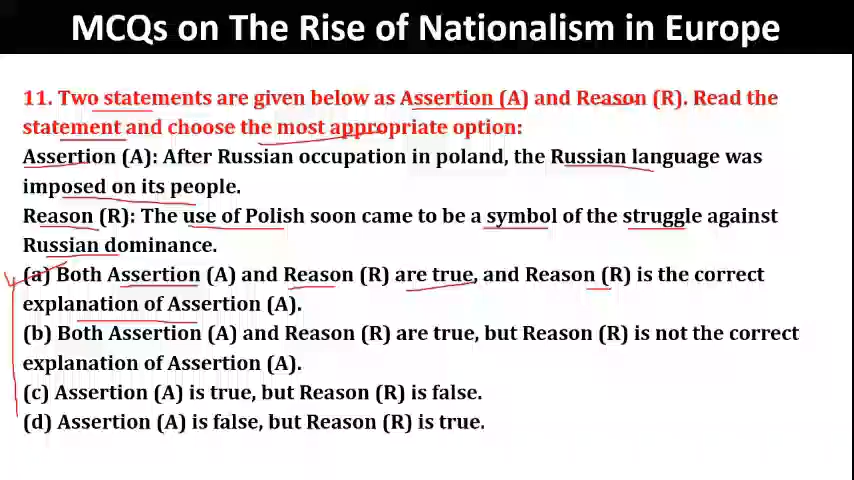 MCQs on The Rise of Nationalism in Europe
11. Two statements are given below as Assertion (A) and Reason (R). Read the
statement and choose the most appropriate option:
Assertion (A): After Russian occupation in poland, the Russian language was
imposed on its people.
Reason (R): The use of Polish soon came to be a symbol of the struggle against
Russian dominance.
(a) Both Assertion (A) and Reason (R) are true, and Reason (R) is the correct
explanation of Assertion (A).
(b) Both Assertion (A) and Reason (R) are true, but Reason (R) is not the correct
explanation of Assertion (A).
(c) Assertion (A) is true, but Reason (R) is false.
(d) Assertion (A) is false, but Reason (R) is true.